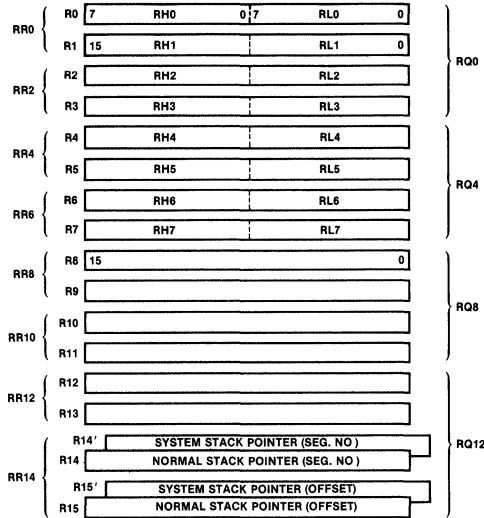 RR0 R0 7 RH0 0 7 RL0 0
R1 15 RH1 RL1 0
RQ0
RR2 R2 RH2 RL2
R3 RH3 RL3
RR4 R4 RH4 RL4
R5 RH5 RL5
RQ4
RR6 R6 RH6 RL6
R7 RH7 RL7
RR8 R8 15 0
R9
RQ8
RR10 R10
R11
RR12 R12
R13
RQ12
RR14 R14' SYSTEM STACK POINTER (SEG. NO )
R14 NORMAL STACK POINTER (SEG. NO )
R15' SYSTEM STACK POINTER (OFFSET)
R15 NORMAL STACK POINTER (OFFSET)